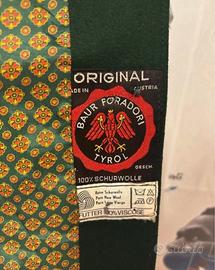 ORIGINAL
MADE IN AUSTRIA
BAUR FORADORI
TYROL
GESCH.
100% SCHURWOLLE
Reine Schurwolle
Pure New Wool
Pure Laine Vierge
FUTTER 100% VISCOSE